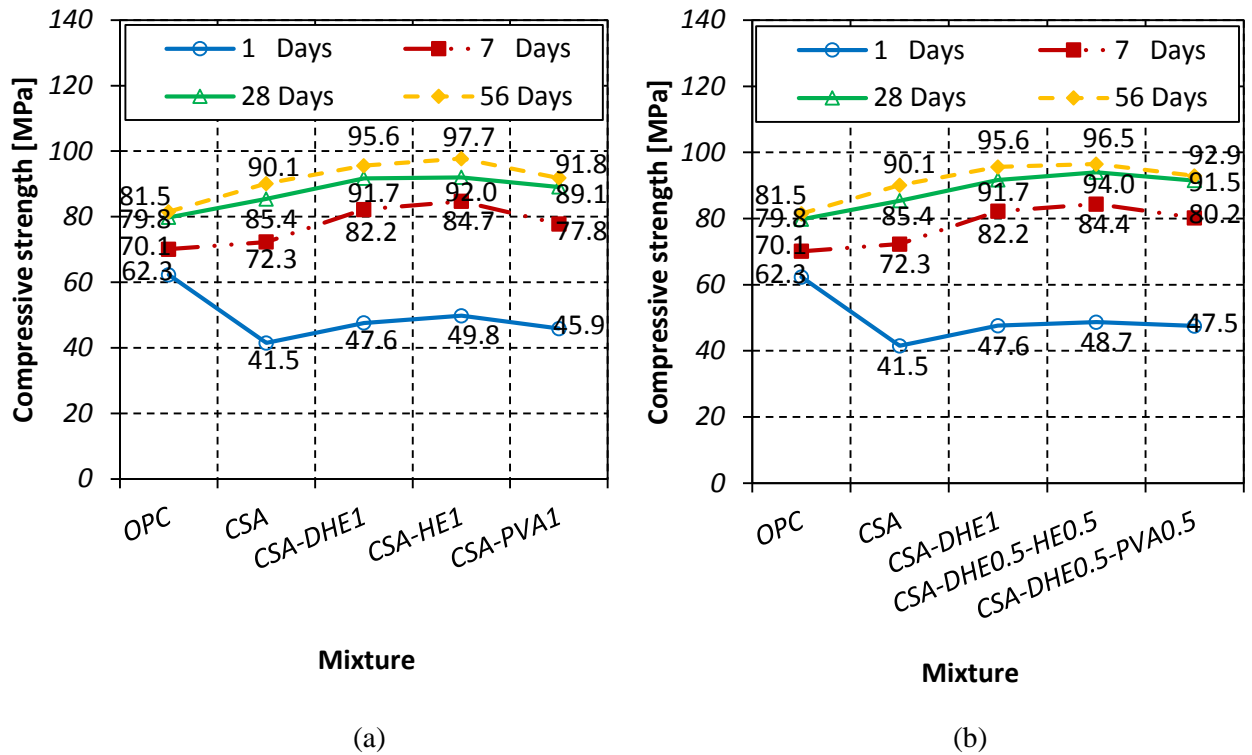 140
120
100
80
60
40
20
0
Compressive strength [MPa]
1 Days
7 Days
28 Days
56 Days
81.5
90.1
95.6
97.7
91.8
79.8
85.4
91.7
92.0
89.1
70.1
72.3
82.2
84.7
77.8
62.3
41.5
47.6
49.8
45.9
OPC
CSA
CSA-DHE1
CSA-HE1
CSA-PVA1
Mixture
(a)
140
120
100
80
60
40
20
0
Compressive strength [MPa]
1 Days
7 Days
28 Days
56 Days
81.5
90.1
95.6
96.5
92.9
79.8
85.4
91.7
94.0
91.5
70.1
72.3
82.2
84.4
80.2
62.3
41.5
47.6
48.7
47.5
OPC
CSA
CSA-DHE1
CSA-DHE0.5-HE0.5
CSA-DHE0.5-PVA0.5
Mixture
(b)